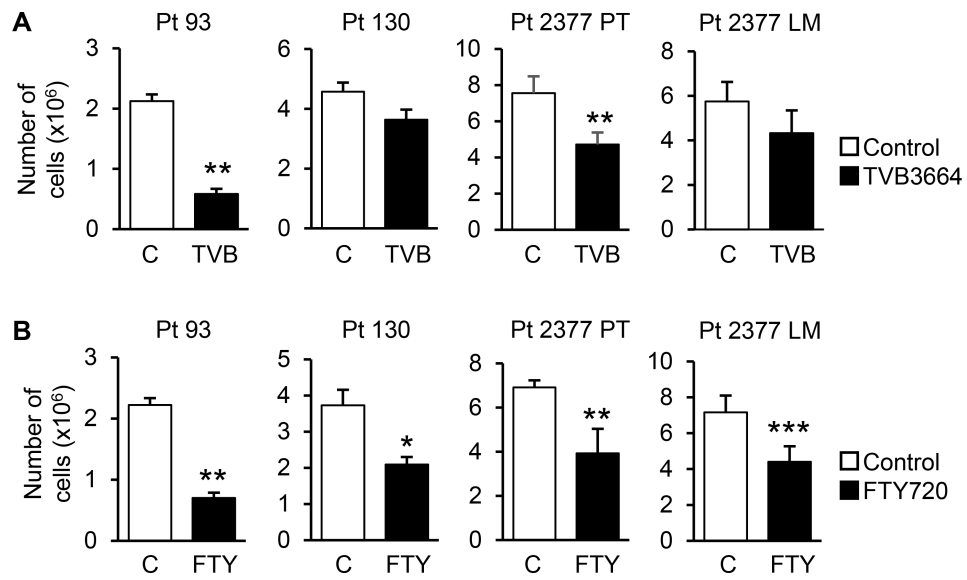 A
Pt 93
Pt 130
Pt 2377 PT
Pt 2377 LM
Number of
cells (x10⁶)
3
2
1
0
**
C TVB
6
4
2
0
C TVB
10
8
6
4
2
0
**
C TVB
8
6
4
2
0
C TVB
Control
TVB3664
B
Pt 93
Pt 130
Pt 2377 PT
Pt 2377 LM
Number of
cells (x10⁶)
3
2
1
0
**
C FTY
5
4
3
2
1
0
*
C FTY
8
6
4
2
0
**
C FTY
10
8
6
4
2
0
***
C FTY
Control
FTY720